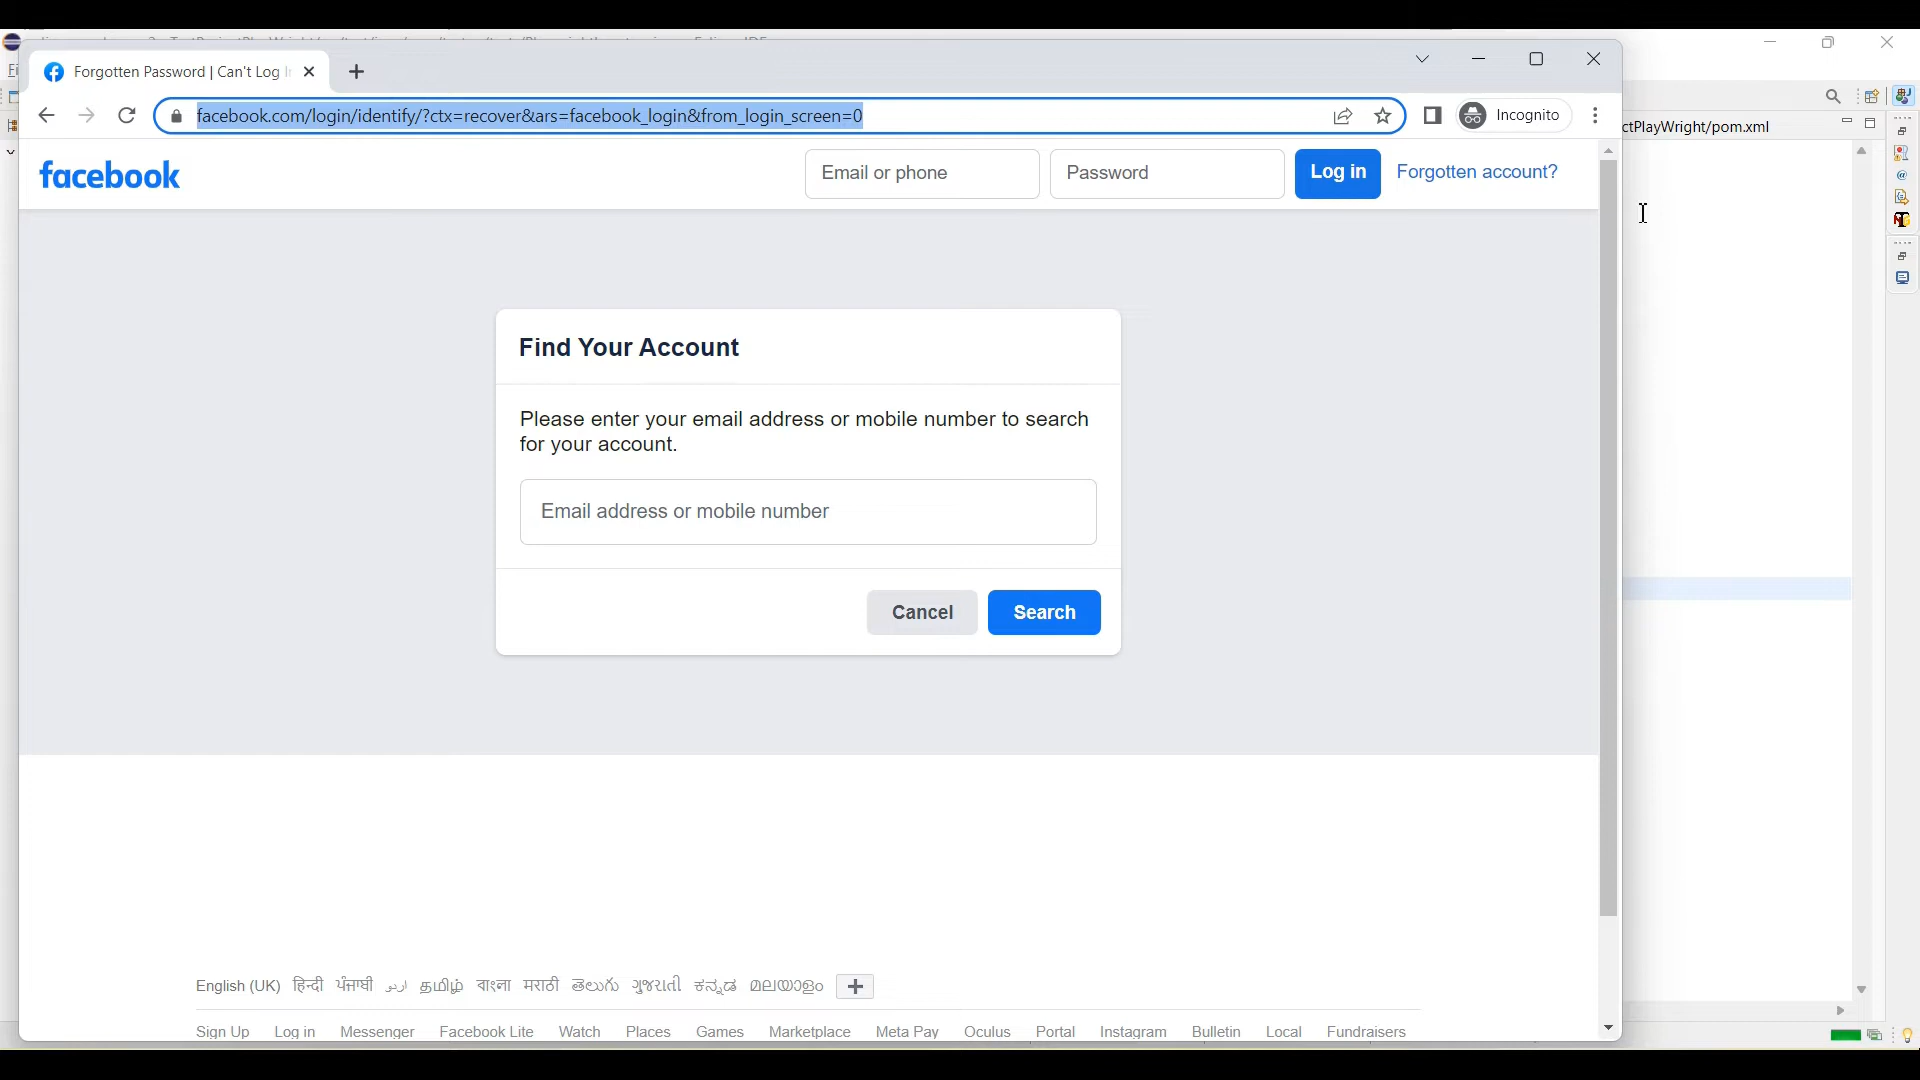 Forgotten Password | Can't Log I
facebook.com/login/identify/?ctx=recover&ars=facebook_login&from_login_screen=0
Incognito
ctPlayWright/pom.xml
facebook
Email or phone
Password
Log in
Forgotten account?
Find Your Account
Please enter your email address or mobile number to search
for your account.
Email address or mobile number
Cancel
Search
English (UK) हिन्दी ਪੰਜਾਬੀ اردو தமிழ் বাংলা मराठी తెలుగు ગુજરાતી ಕನ್ನಡ മലയാളം
Sign Up Log in Messenger Facebook Lite Watch Places Games Marketplace Meta Pay Oculus Portal Instagram Bulletin Local Fundraisers